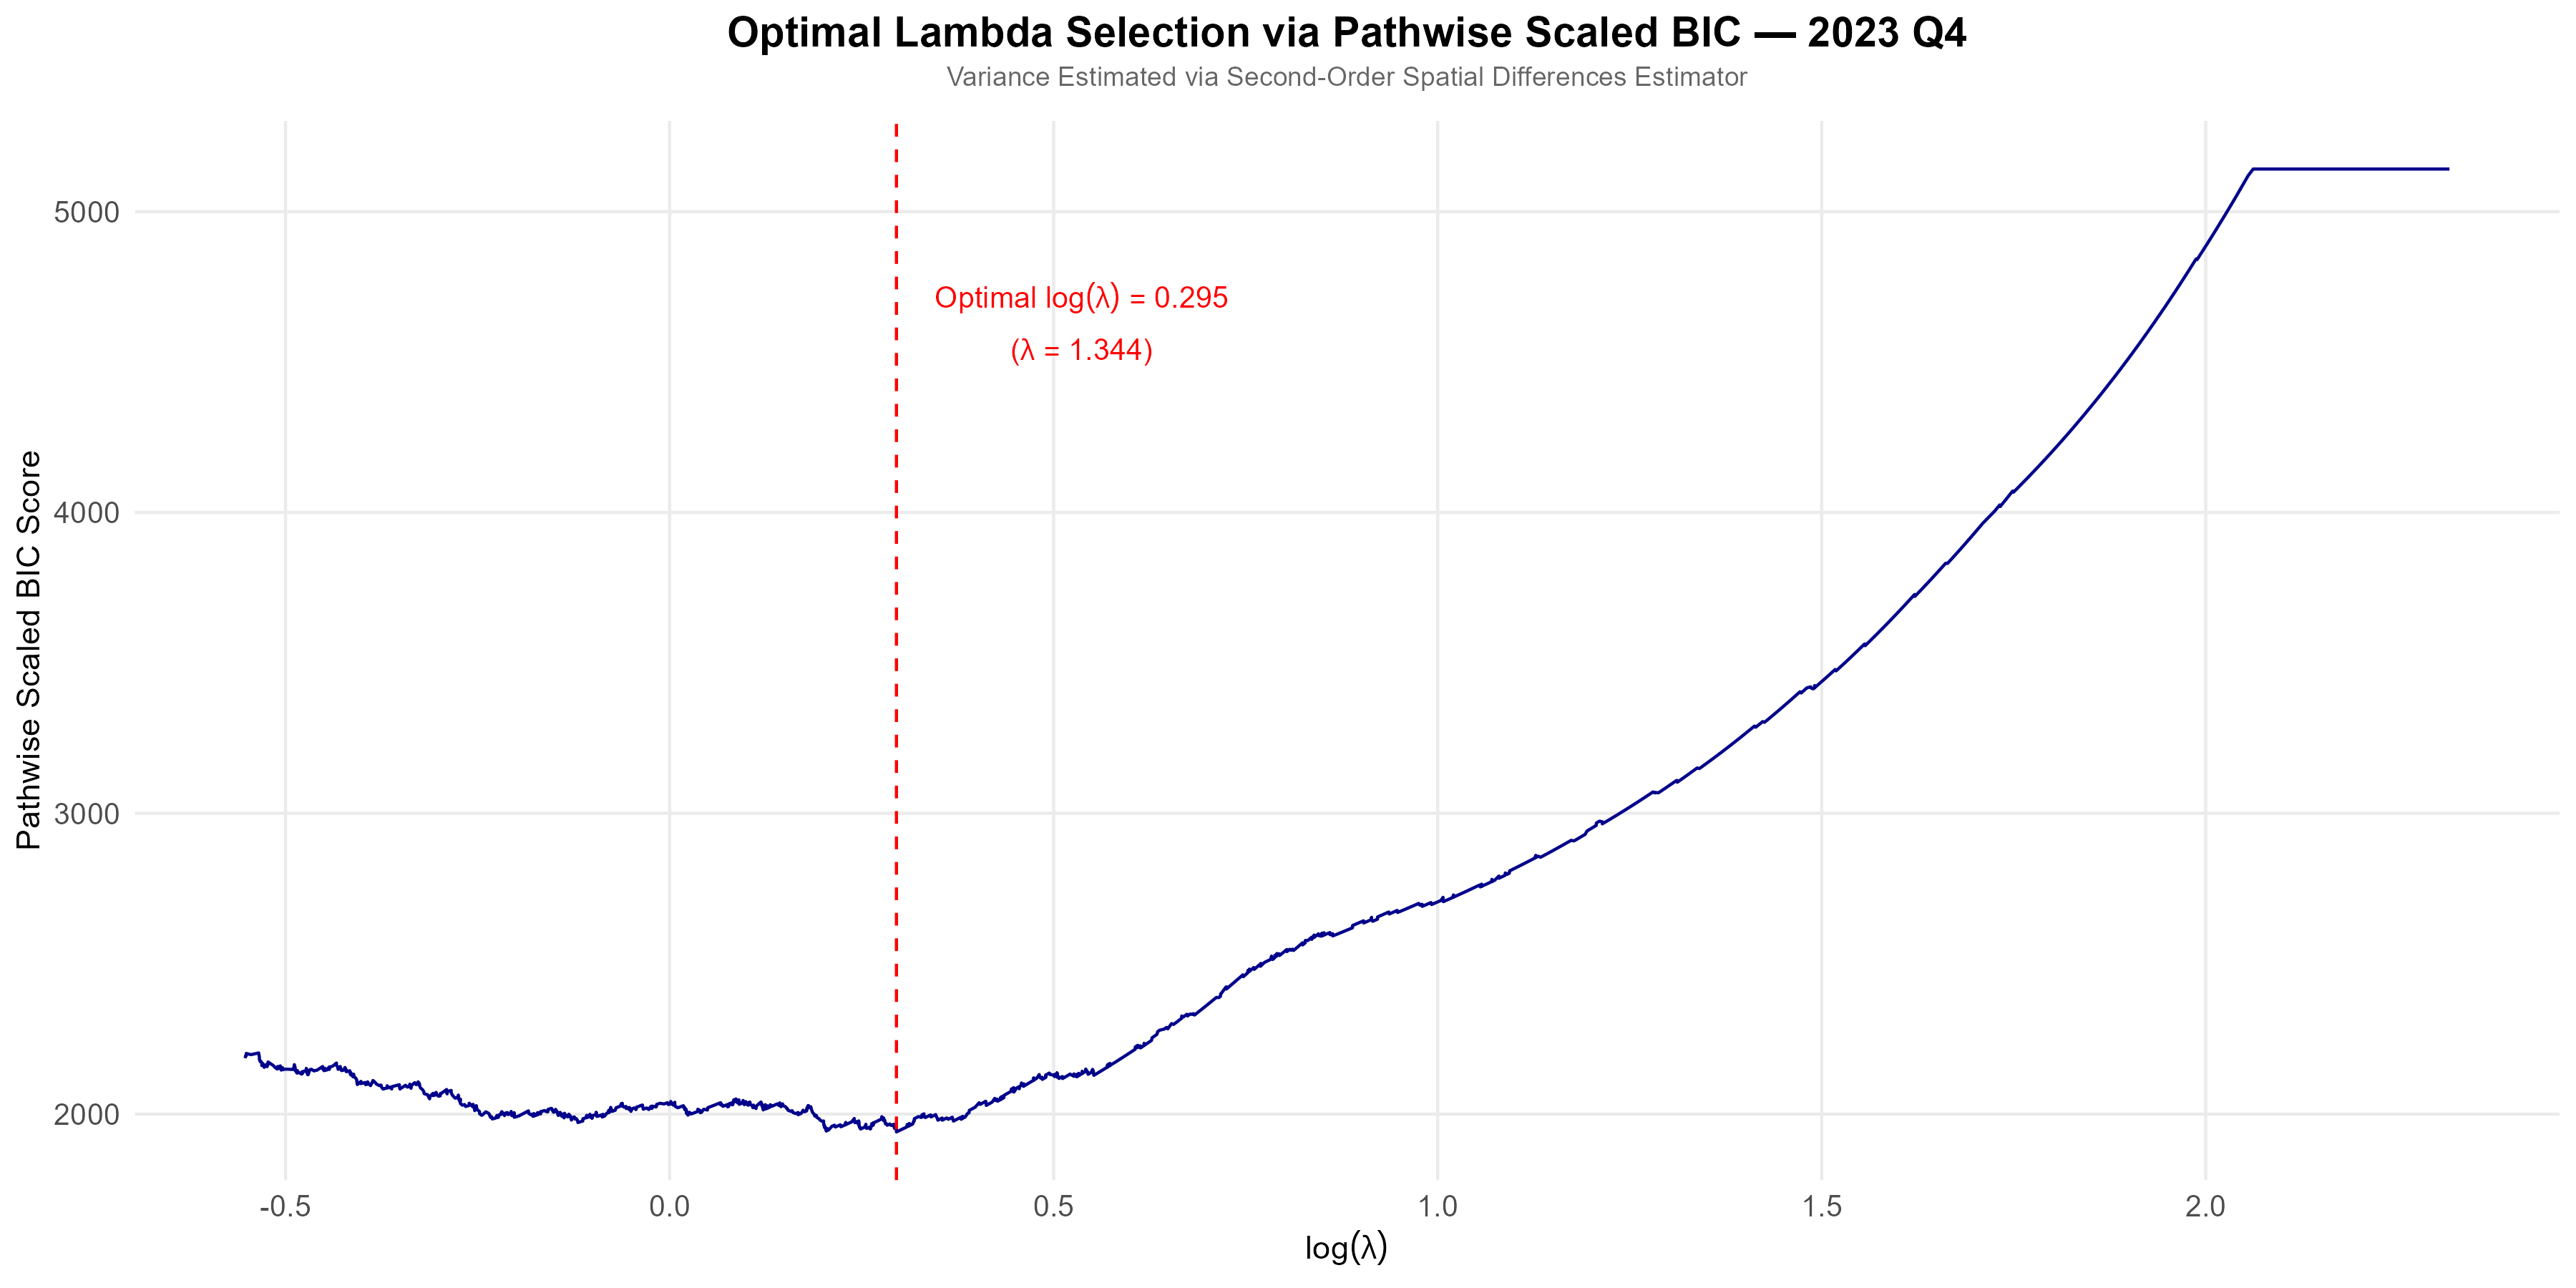 Optimal Lambda Selection via Pathwise Scaled BIC — 2023 Q4
Variance Estimated via Second-Order Spatial Differences Estimator
Pathwise Scaled BIC Score
5000
4000
3000
2000
Optimal log(λ) = 0.295
(λ = 1.344)
-0.5
0.0
0.5
1.0
1.5
2.0
log(λ)